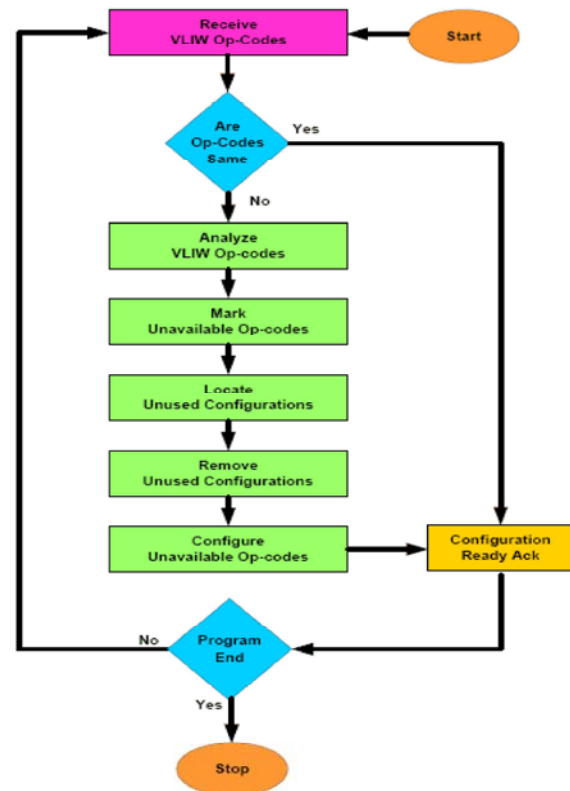 Receive
VLIW Op-Codes
Start
Are
Op-Codes
Same
Yes
No
Analyze
VLIW Op-codes
Mark
Unavailable Op-codes
Locate
Unused Configurations
Remove
Unused Configurations
Configure
Unavailable Op-codes
Configuration
Ready Ack
Program
End
No
Yes
Stop